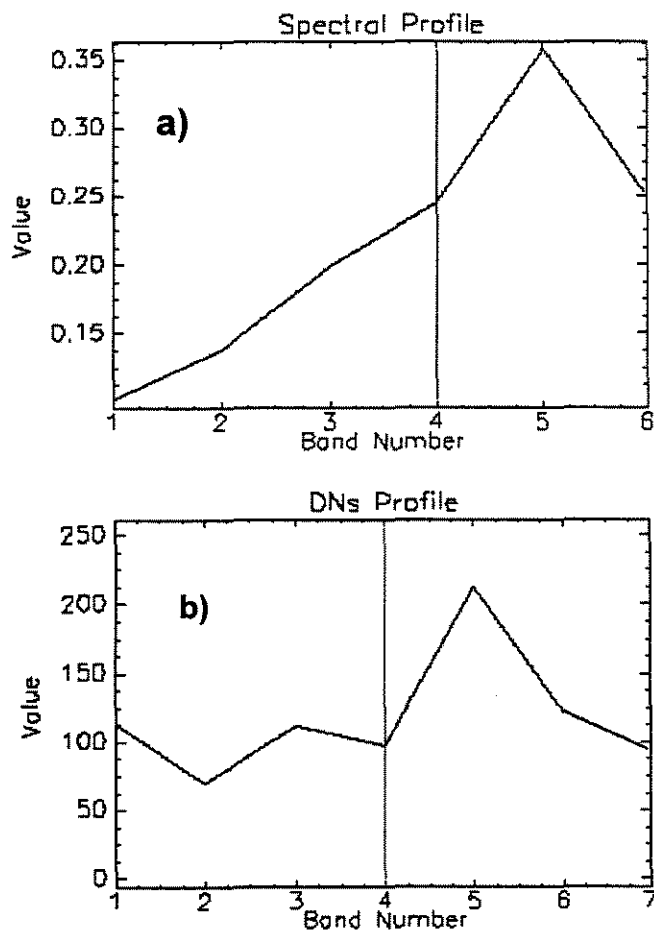 Spectral Profile
0.35
0.30
0.25
0.20
0.15
Value
a)
1 2 3 4 5 6
Band Number
DNs Profile
250
200
150
100
50
0
Value
b)
1 2 3 4 5 6 7
Band Number